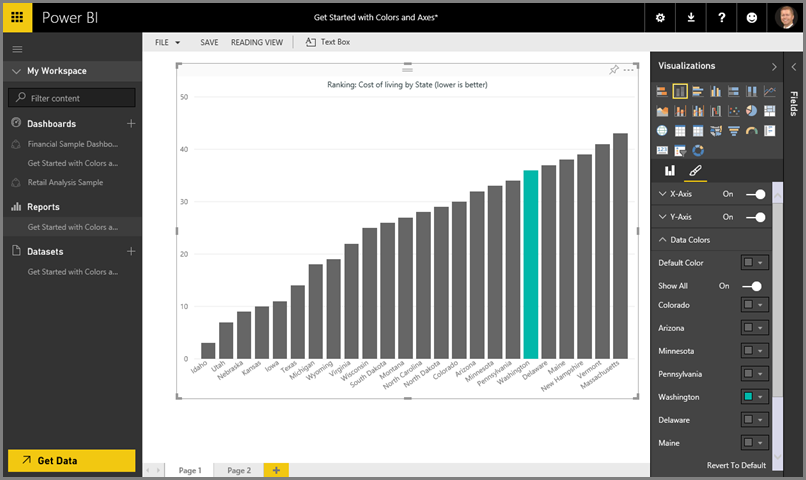 Power BI
Get Started with Colors and Axes*
?
My Workspace
Filter content
Dashboards
Financial Sample Dashbo...
Get Started with Colors a...
Retail Analysis Sample
Reports
Get Started with Colors a...
Datasets
Get Started with Colors a...
Get Data
FILE SAVE READING VIEW Text Box
Ranking: Cost of living by State (lower is better)
50
40
30
20
10
0
Idaho
Utah
Nebraska
Kansas
Iowa
Texas
Michigan
Wyoming
Virginia
Wisconsin
South Dakota
Montana
North Carolina
North Dakota
Colorado
Arizona
Minnesota
Pennsylvania
Washington
Delaware
Maine
New Hampshire
Vermont
Massachusetts
Page 1 Page 2
Visualizations
Fields
X-Axis On
Y-Axis On
Data Colors
Default Color
Show All On
Colorado
Arizona
Minnesota
Pennsylvania
Washington
Delaware
Maine
Revert To Default